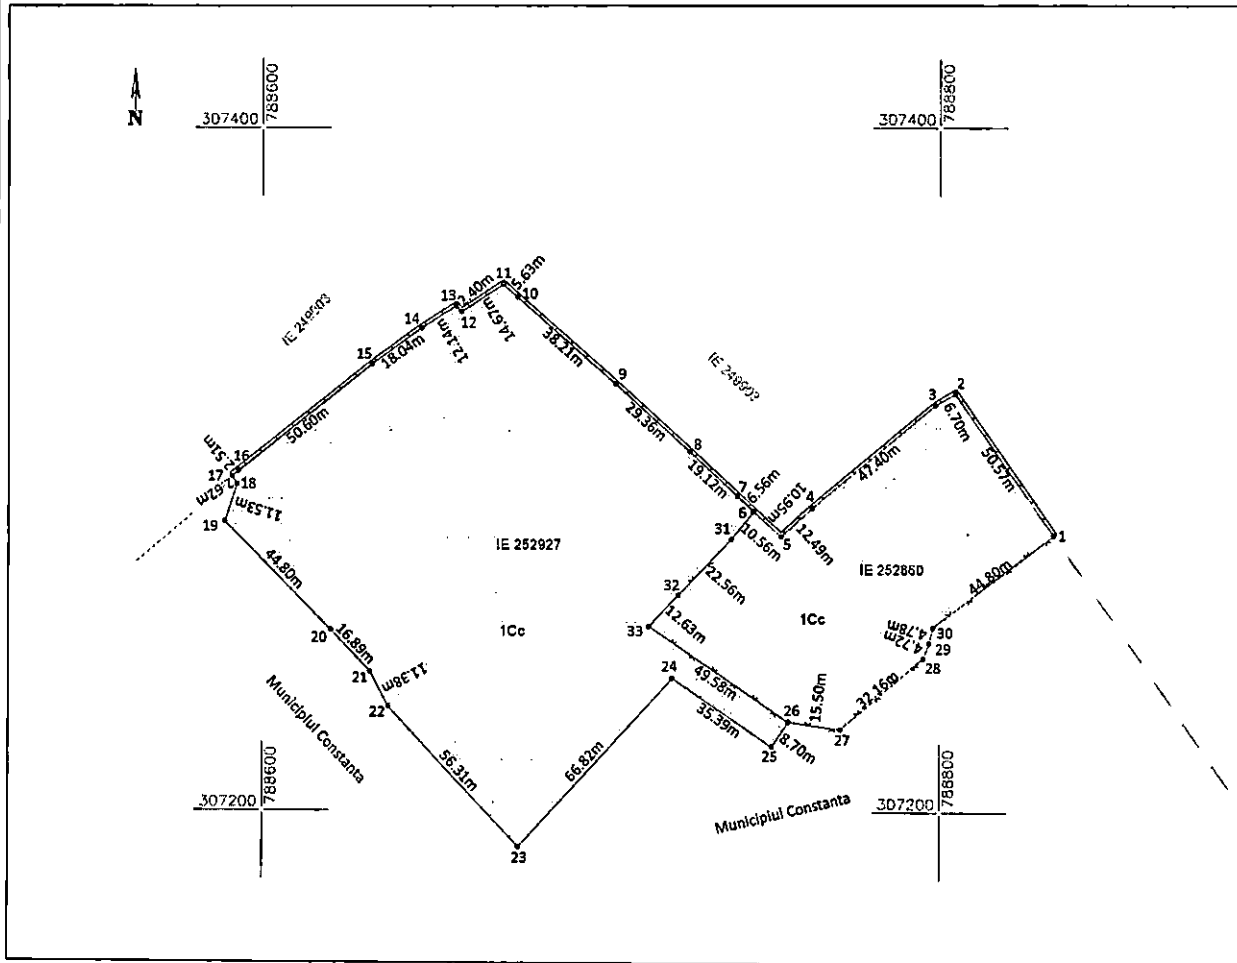 788600
788800
307400
307400
N
11
5.63m
10
2.40m
13
12
14.67m
IE 248903
14
12.14m
38.21m
15
18.04m
9
IE 248903
2
3
6.70m
29.36m
50.60m
50.57m
8
47.40m
2.51m
16
17
18
2.62m
19.12m
7
6.56m
10.95m
4
6
12.49m
5
11.53m
19
31
10.56m
1
IE 252927
IE 252860
44.80m
22.56m
44.80m
32
12.63m
33
1Cc
1Cc
20
30
4.78m
29
4.72m
28
16.89m
21
11.38m
24
49.58m
32.16m
22
15.50m
26
35.39m
27
8.70m
25
Municipiul Constanta
56.31m
66.82m
788600
788800
307200
307200
Municipiul Constanta
23